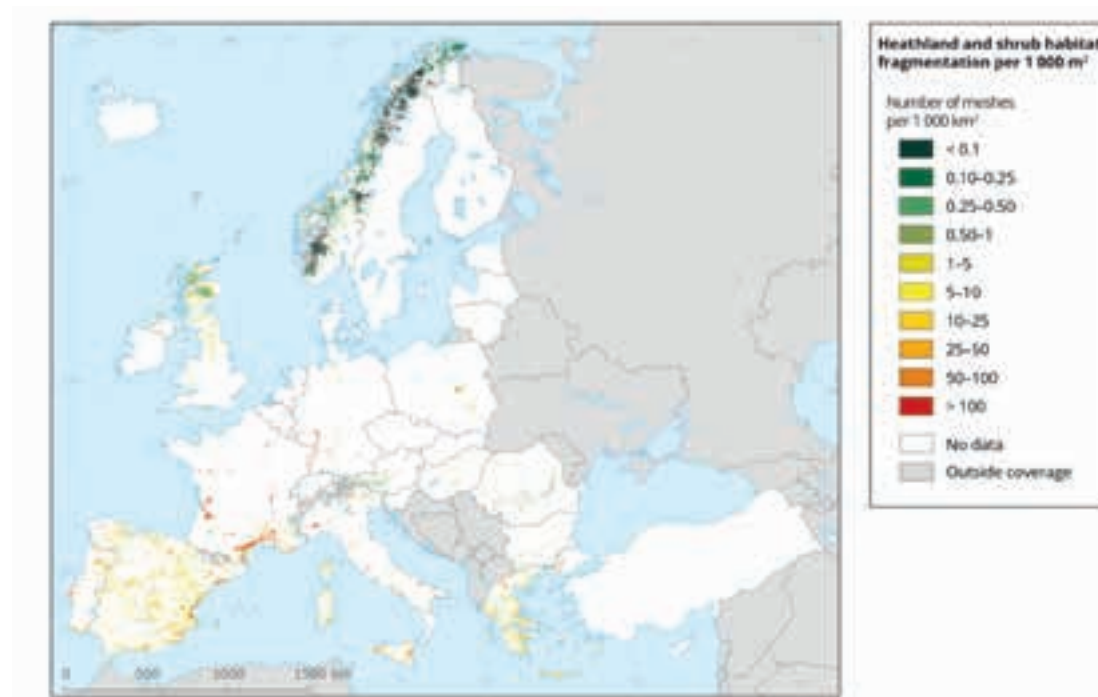 Heathland and shrub habitat
fragmentation per 1 000 m²
Number of meshes
per 1 000 km²
< 0.1
0.10–0.25
0.25–0.50
0.50–1
1–5
5–10
10–25
25–50
50–100
> 100
No data
Outside coverage
0 500 1000 1500 km